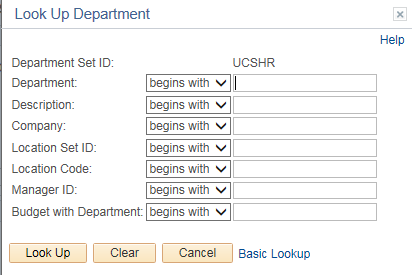 Look Up Department
Help
Department Set ID: UCSHR
Department: begins with
Description: begins with
Company: begins with
Location Set ID: begins with
Location Code: begins with
Manager ID: begins with
Budget with Department: begins with
Look Up Clear Cancel Basic Lookup